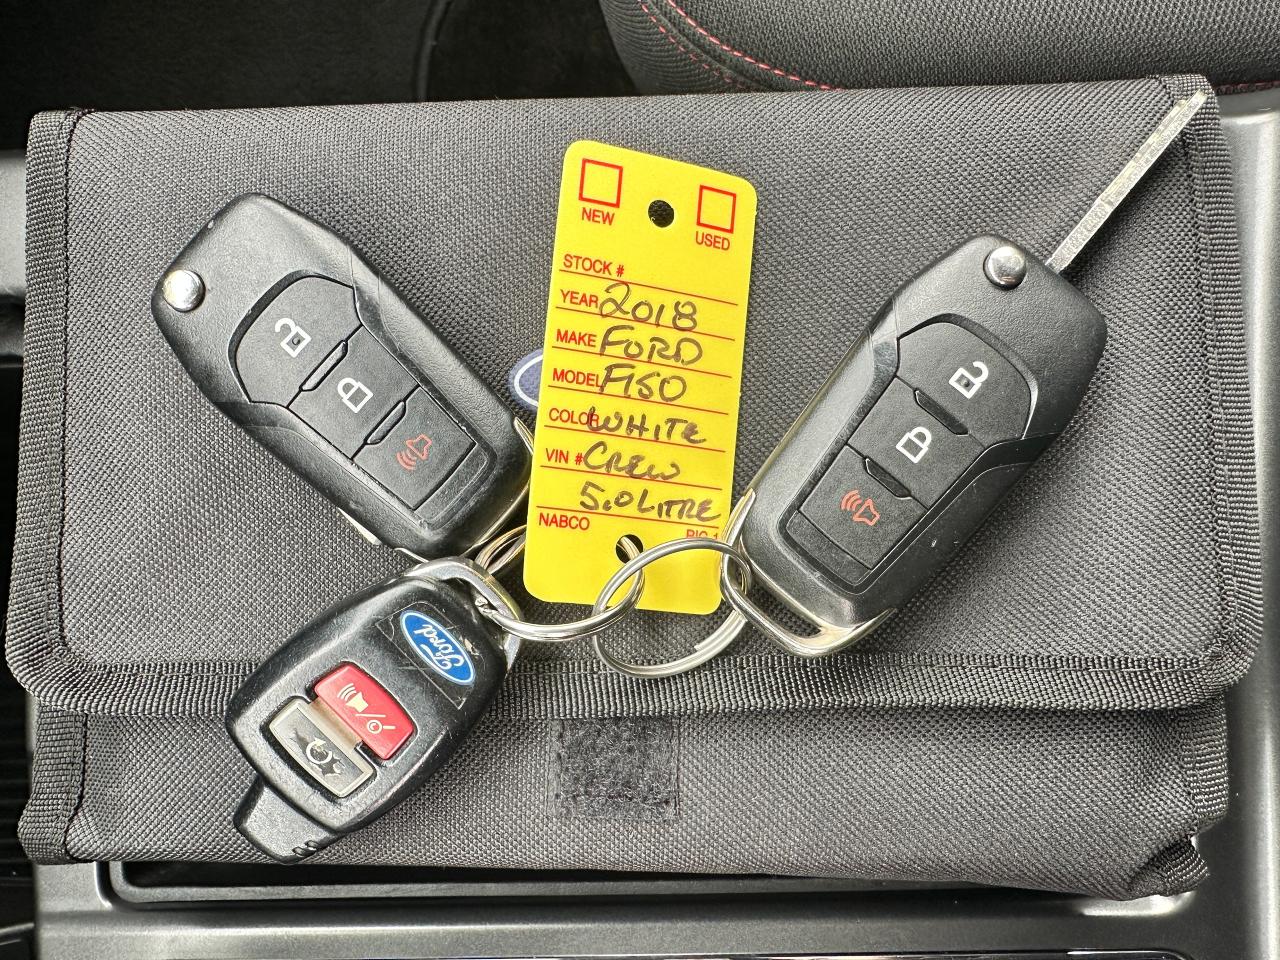 NEW
USED
STOCK #
YEAR 2018
MAKE FORD
MODEL F150
COLOR WHITE
VIN # CREW
5.0 LITRE
NABCO
Ford